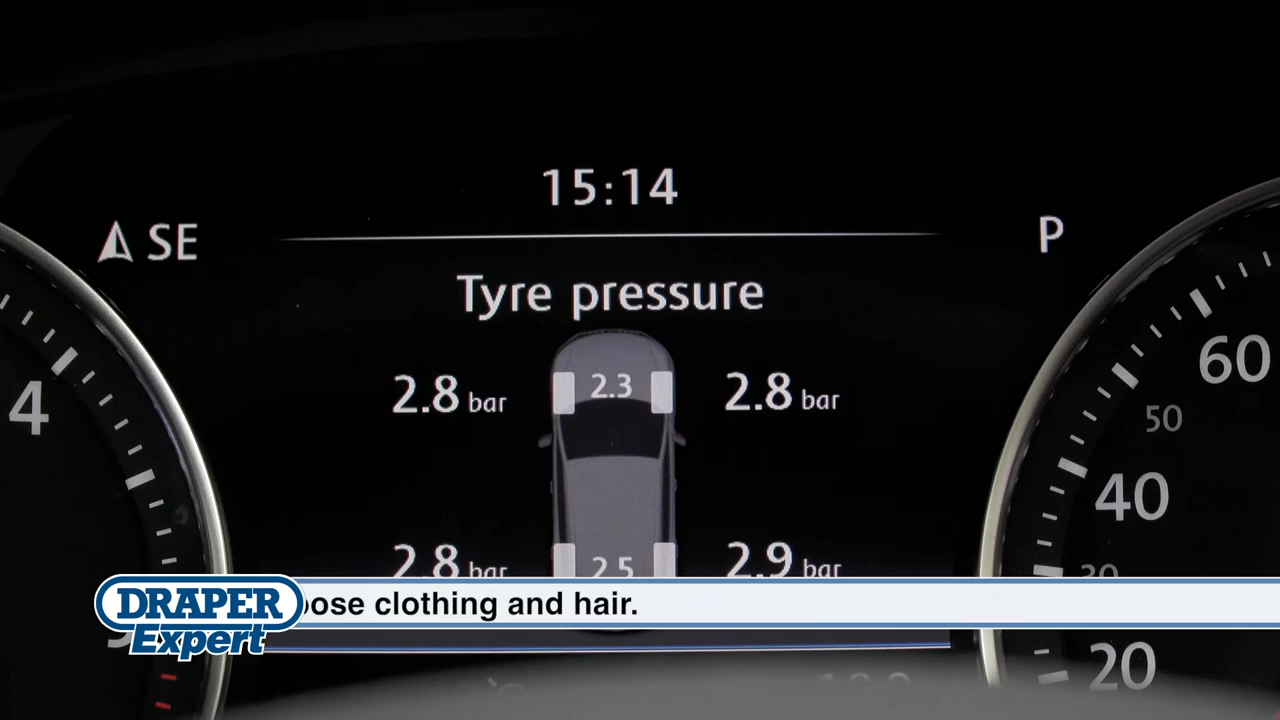 15:14
SE
P
Tyre pressure
2.8 bar
2.3
2.8 bar
2.8 bar
2.5
2.9 bar
4
60
50
40
30
20
DRAPER
Expert
clothing and hair.